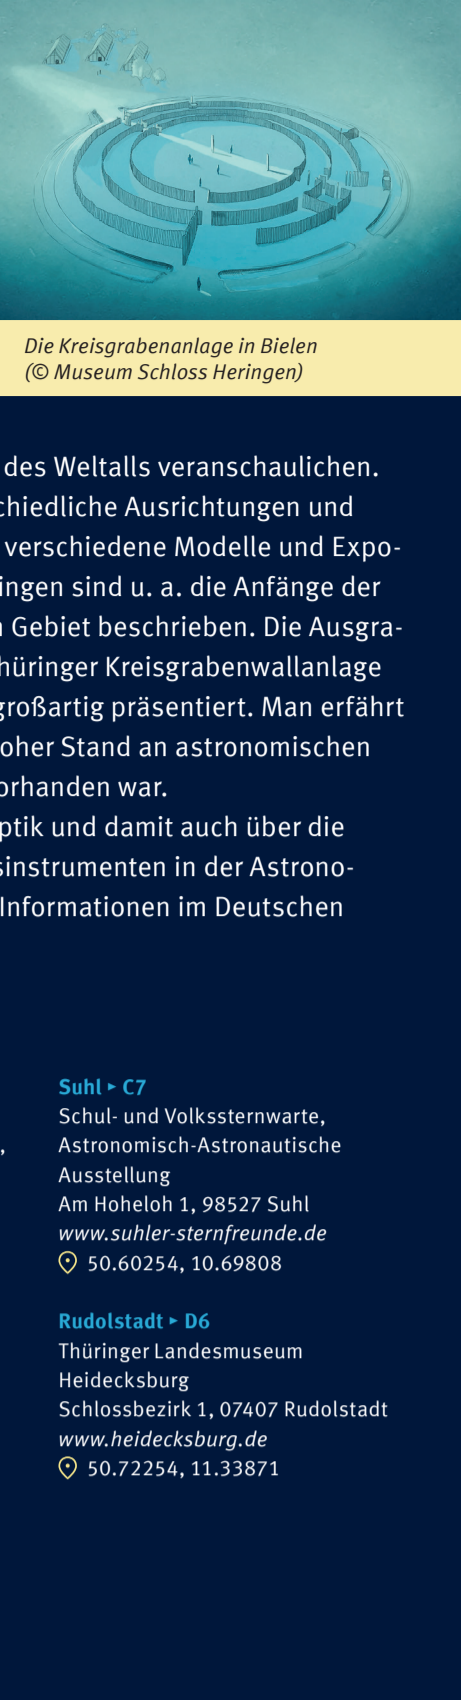 Die Kreisgrabenanlage in Bielen
(© Museum Schloss Heringen)
des Weltalls veranschaulichen.
chiedliche Ausrichtungen und
verschiedene Modelle und Expo-
ingen sind u. a. die Anfänge der
Gebiet beschrieben. Die Ausgra-
hüringer Kreisgrabenwallanlage
großartig präsentiert. Man erfährt
oher Stand an astronomischen
orhanden war.
ptik und damit auch über die
sinstrumenten in der Astrono-
Informationen im Deutschen
,
Suhl ▸ C7
Schul- und Volkssternwarte,
Astronomisch-Astronautische
Ausstellung
Am Hoheloh 1, 98527 Suhl
www.suhler-sternfreunde.de
50.60254, 10.69808
Rudolstadt ▸ D6
Thüringer Landesmuseum
Heidecksburg
Schlossbezirk 1, 07407 Rudolstadt
www.heidecksburg.de
50.72254, 11.33871